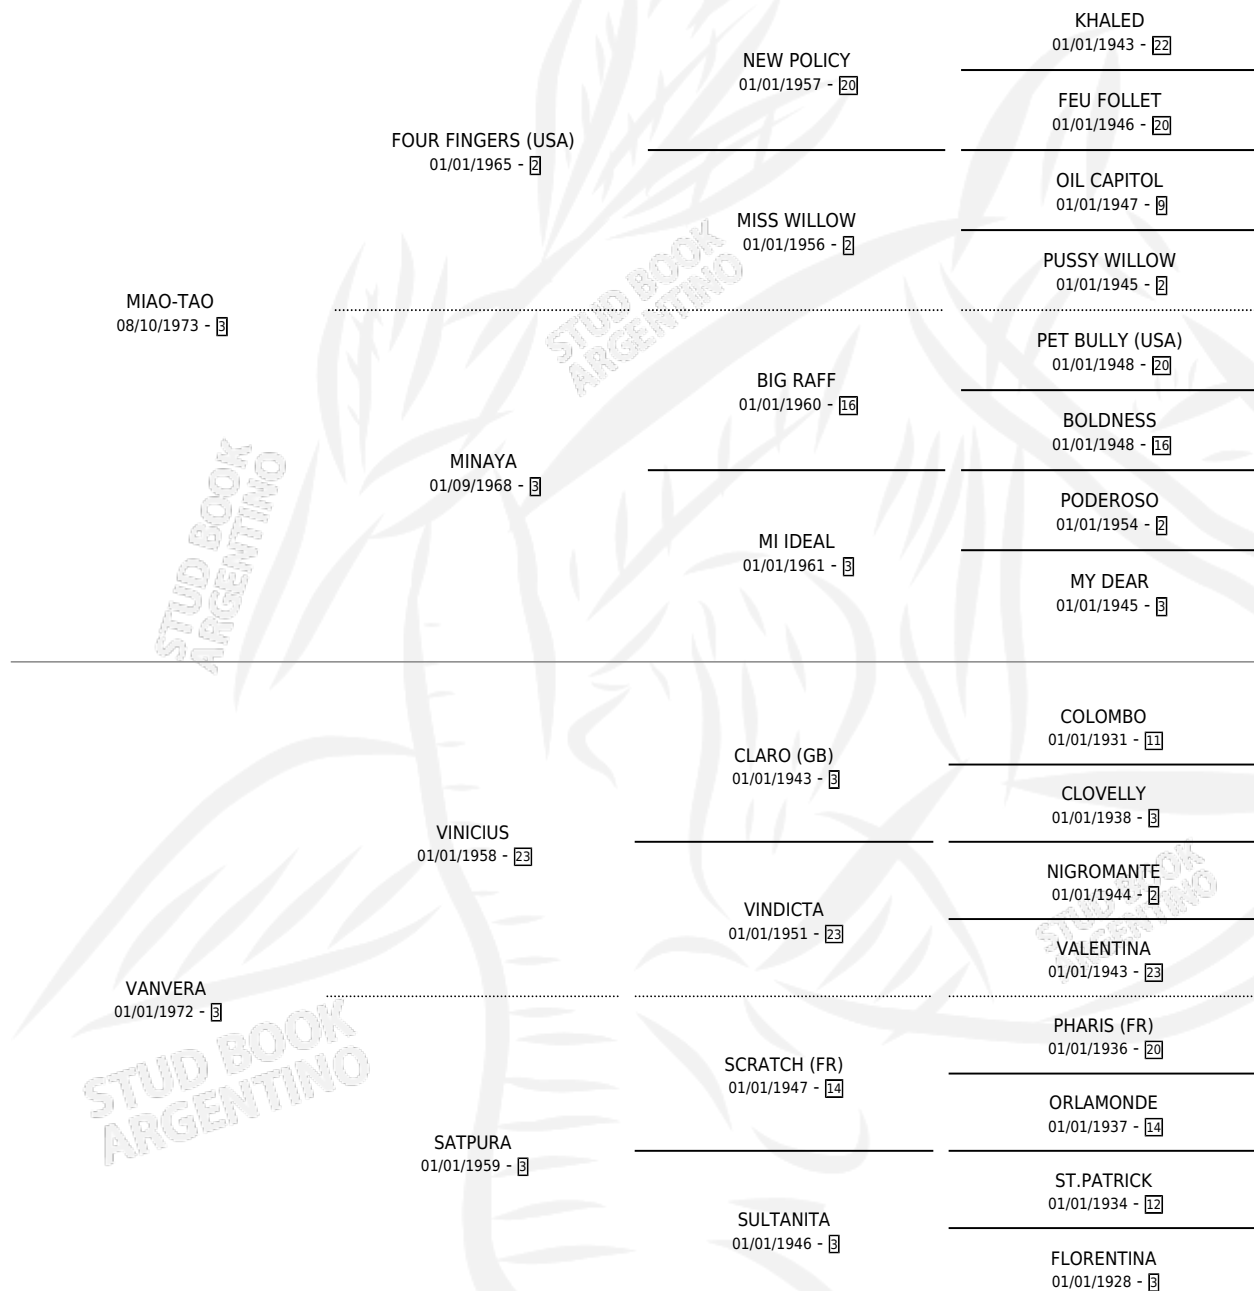 KHALED
01/01/1943 - 22
NEW POLICY
01/01/1957 - 20
FEU FOLLET
01/01/1946 - 20
FOUR FINGERS (USA)
01/01/1965 - 2
OIL CAPITOL
01/01/1947 - 9
MISS WILLOW
01/01/1956 - 2
PUSSY WILLOW
01/01/1945 - 2
MIAO-TAO
08/10/1973 - 3
PET BULLY (USA)
01/01/1948 - 20
BIG RAFF
01/01/1960 - 16
BOLDNESS
01/01/1948 - 16
MINAYA
01/09/1968 - 3
PODEROSO
01/01/1954 - 2
MI IDEAL
01/01/1961 - 3
MY DEAR
01/01/1945 - 3
COLOMBO
01/01/1931 - 11
CLARO (GB)
01/01/1943 - 3
CLOVELLY
01/01/1938 - 3
VINICIUS
01/01/1958 - 23
NIGROMANTE
01/01/1944 - 2
VINDICTA
01/01/1951 - 23
VALENTINA
01/01/1943 - 23
VANVERA
01/01/1972 - 3
PHARIS (FR)
01/01/1936 - 20
SCRATCH (FR)
01/01/1947 - 14
ORLAMONDE
01/01/1937 - 14
SATPURA
01/01/1959 - 3
ST.PATRICK
01/01/1934 - 12
SULTANITA
01/01/1946 - 3
FLORENTINA
01/01/1928 - 3
STUD BOOK
ARGENTINO
STUD BOOK
ARGENTINO
STUD BOOK
ARGENTINO
STUD BOOK
ARGENTINO